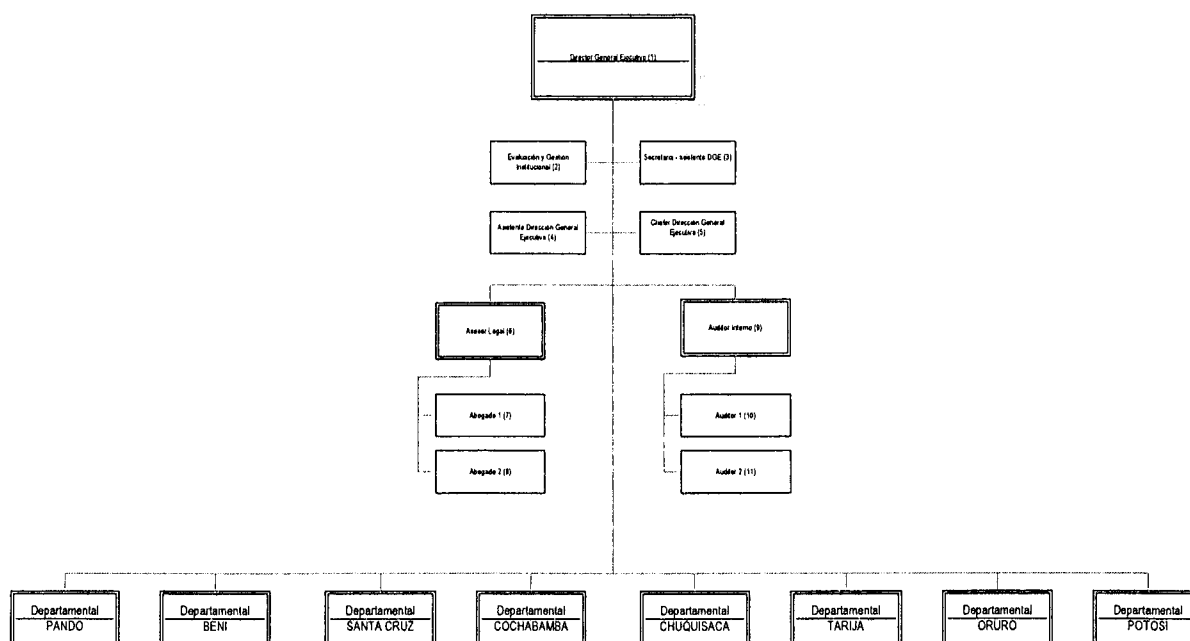 Director General Ejecutivo (1)
Evaluación y Gestión
Institucional (2)
Secretaria - asistente DGE (3)
Asistente Dirección General
Ejecutiva (4)
Chofer Dirección General
Ejecutiva (5)
Asesor Legal (6)
Auditor Interno (9)
Abogado 1 (7)
Auditor 1 (10)
Abogado 2 (8)
Auditor 2 (11)
Departamental
PANDO
Departamental
BENI
Departamental
SANTA CRUZ
Departamental
COCHABAMBA
Departamental
CHUQUISACA
Departamental
TARIJA
Departamental
ORURO
Departamental
POTOSI